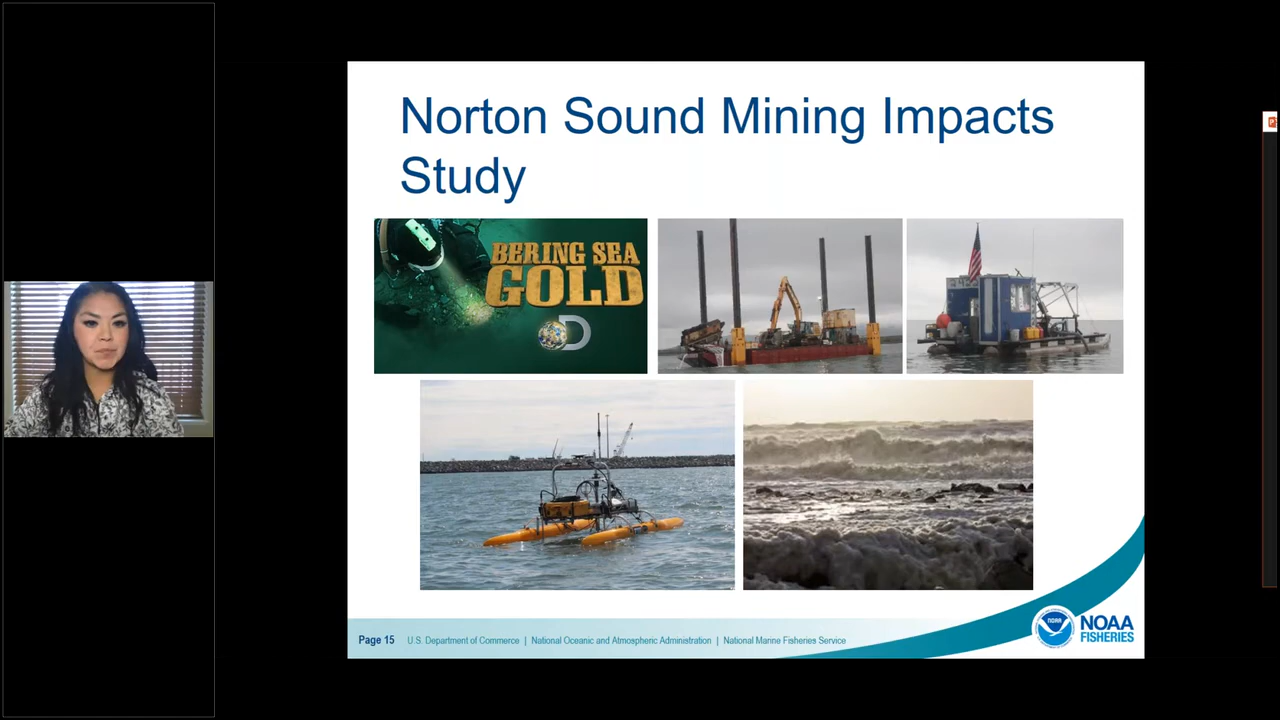 Norton Sound Mining Impacts
Study
BERING SEA
GOLD
D
Page 15 U.S. Department of Commerce | National Oceanic and Atmospheric Administration | National Marine Fisheries Service
NOAA
NOAA
FISHERIES